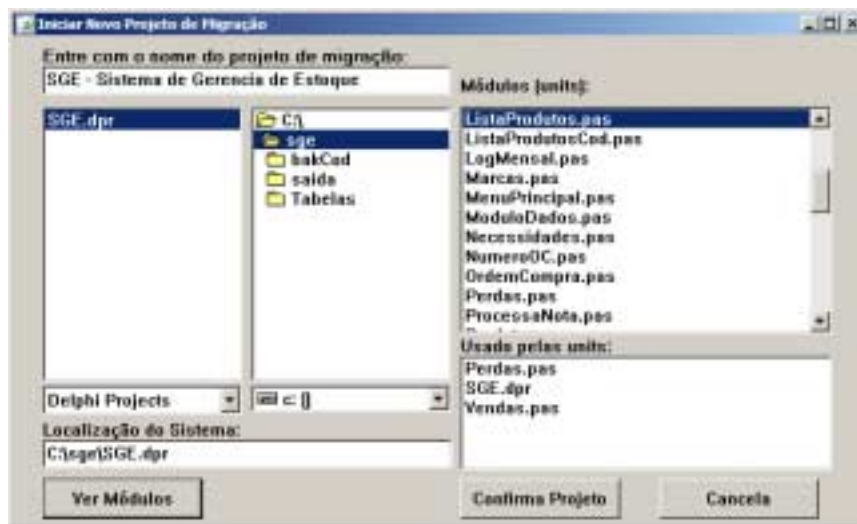 Iniciar Novo Projeto de Migração
Entre com o nome do projeto de migração:
SGE - Sistema de Gerencia de Estoque
SGE.dpr
C:\
sge
bakCod
saida
Tabelas
Delphi Projects
c: []
Localização do Sistema:
C:\sge\SGE.dpr
Ver Módulos
Módulos (units):
ListaProdutos.pas
ListaProdutosCod.pas
LogMensal.pas
Marcas.pas
MenuPrincipal.pas
ModuloDados.pas
Necessidades.pas
NumeroOC.pas
OrdemCompra.pas
Perdas.pas
ProcessaNota.pas
Usada pelas units:
Perdas.pas
SGE.dpr
Vendas.pas
Confirma Projeto
Cancela